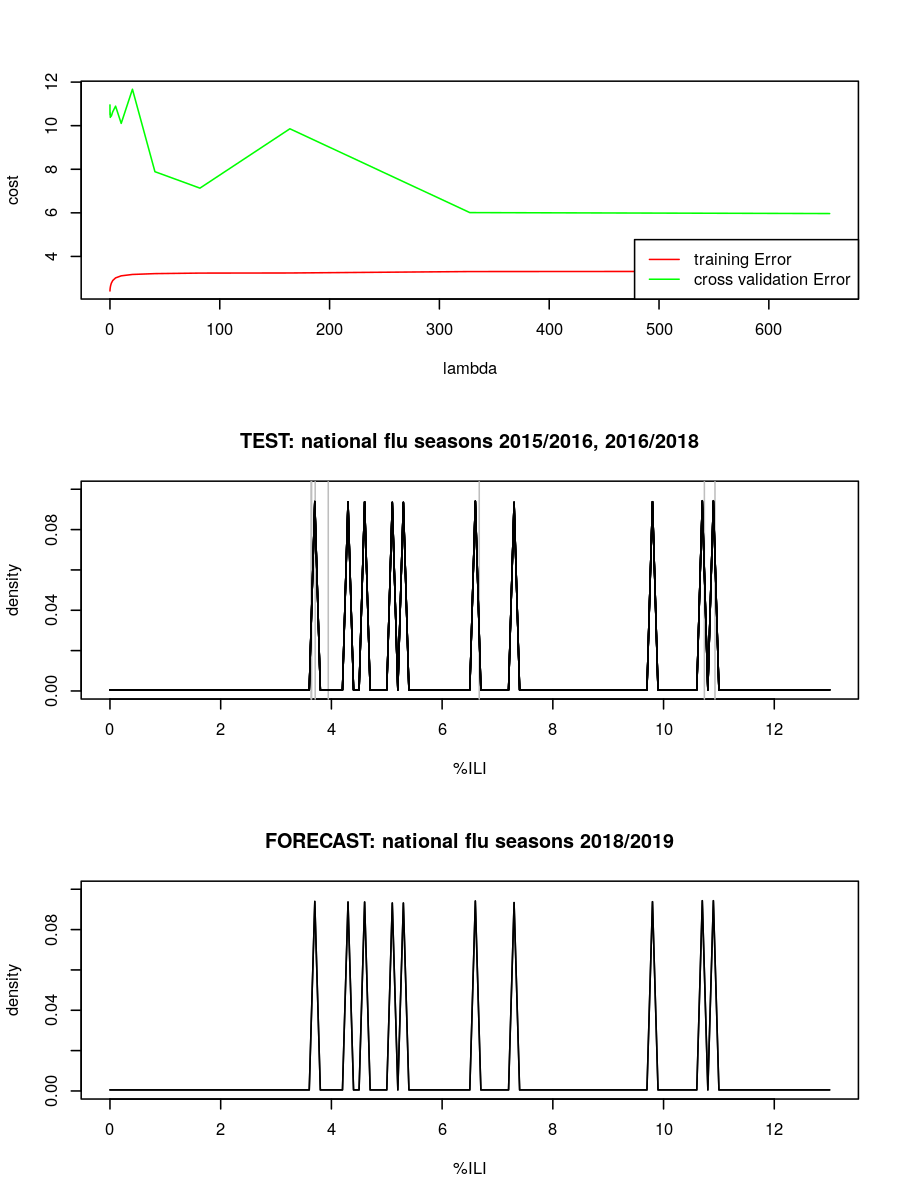 12
10
8
6
4
cost
training Error
cross validation Error
0 100 200 300 400 500 600
lambda
TEST: national flu seasons 2015/2016, 2016/2018
0.08
0.04
0.00
density
0 2 4 6 8 10 12
%ILI
FORECAST: national flu seasons 2018/2019
0.08
0.04
0.00
density
0 2 4 6 8 10 12
%ILI